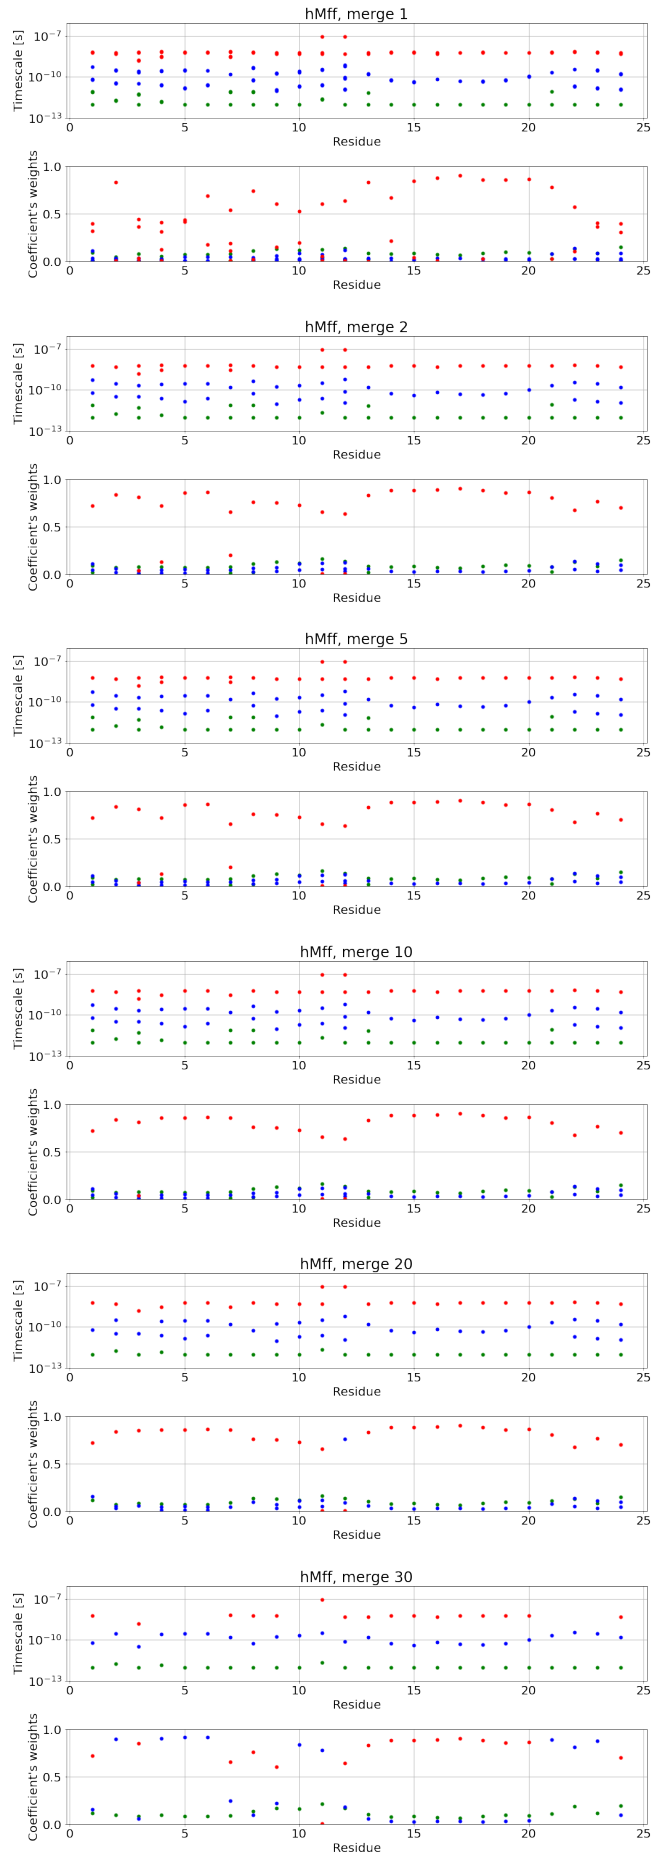 hMff, merge 1
Timescale [s]
10⁻⁷
10⁻¹⁰
10⁻¹³
0 5 10 15 20 25
Residue
Coefficient's weights
1.0
0.5
0.0
0 5 10 15 20 25
Residue
hMff, merge 2
Timescale [s]
10⁻⁷
10⁻¹⁰
10⁻¹³
0 5 10 15 20 25
Residue
Coefficient's weights
1.0
0.5
0.0
0 5 10 15 20 25
Residue
hMff, merge 5
Timescale [s]
10⁻⁷
10⁻¹⁰
10⁻¹³
0 5 10 15 20 25
Residue
Coefficient's weights
1.0
0.5
0.0
0 5 10 15 20 25
Residue
hMff, merge 10
Timescale [s]
10⁻⁷
10⁻¹⁰
10⁻¹³
0 5 10 15 20 25
Residue
Coefficient's weights
1.0
0.5
0.0
0 5 10 15 20 25
Residue
hMff, merge 20
Timescale [s]
10⁻⁷
10⁻¹⁰
10⁻¹³
0 5 10 15 20 25
Residue
Coefficient's weights
1.0
0.5
0.0
0 5 10 15 20 25
Residue
hMff, merge 30
Timescale [s]
10⁻⁷
10⁻¹⁰
10⁻¹³
0 5 10 15 20 25
Residue
Coefficient's weights
1.0
0.5
0.0
0 5 10 15 20 25
Residue